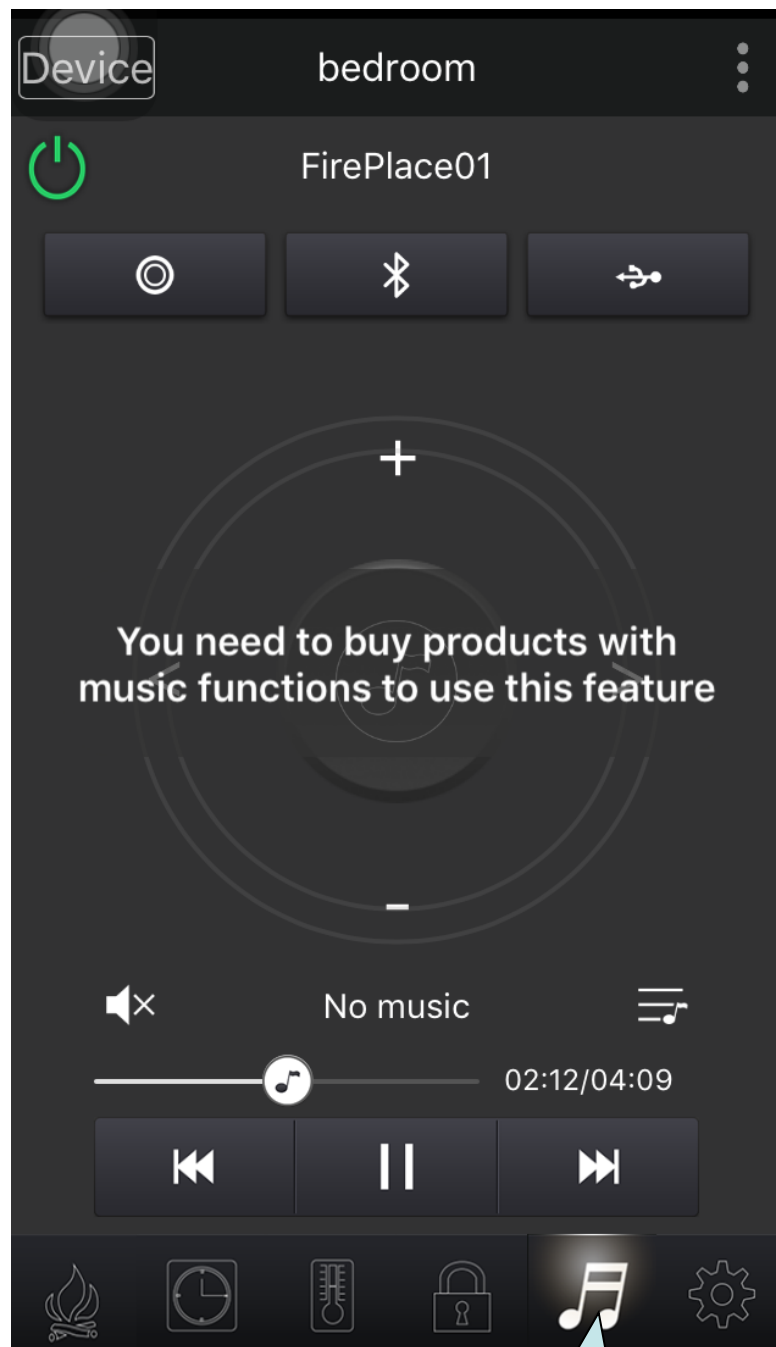 Device
bedroom
FirePlace01
+
You need to buy products with
music functions to use this feature
-
No music
02:12/04:09